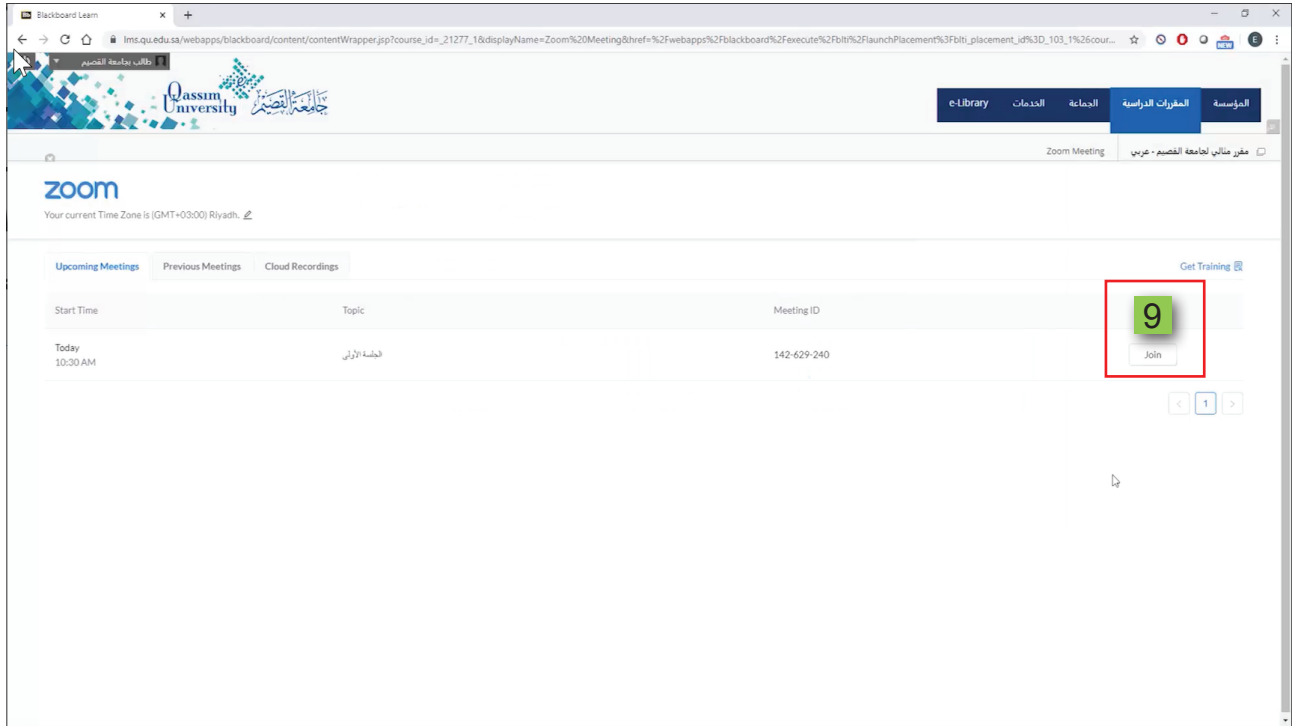 Blackboard Learn
lms.qu.edu.sa/webapps/blackboard/content/contentWrapper.jsp?course_id=_21277_1&displayName=Zoom%20Meeting&href=%2Fwebapps%2Fblackboard%2Fexecute%2Fblti%2FlaunchPlacement%3Fblti_placement_id%3D_103_1%26cour...
NEW
E
طالب بجامعة القصيم
Qassim University
جامعة القصيم
المؤسسة المقررات الدراسية الجماعة الخدمات e-Library
مقرر مثالي لجامعة القصيم - عربي Zoom Meeting
zoom
Your current Time Zone is (GMT+03:00) Riyadh.
Upcoming Meetings Previous Meetings Cloud Recordings Get Training
Start Time Topic Meeting ID
9
Today
10:30 AM الجلسة الأولى 142-629-240 Join
< 1 >